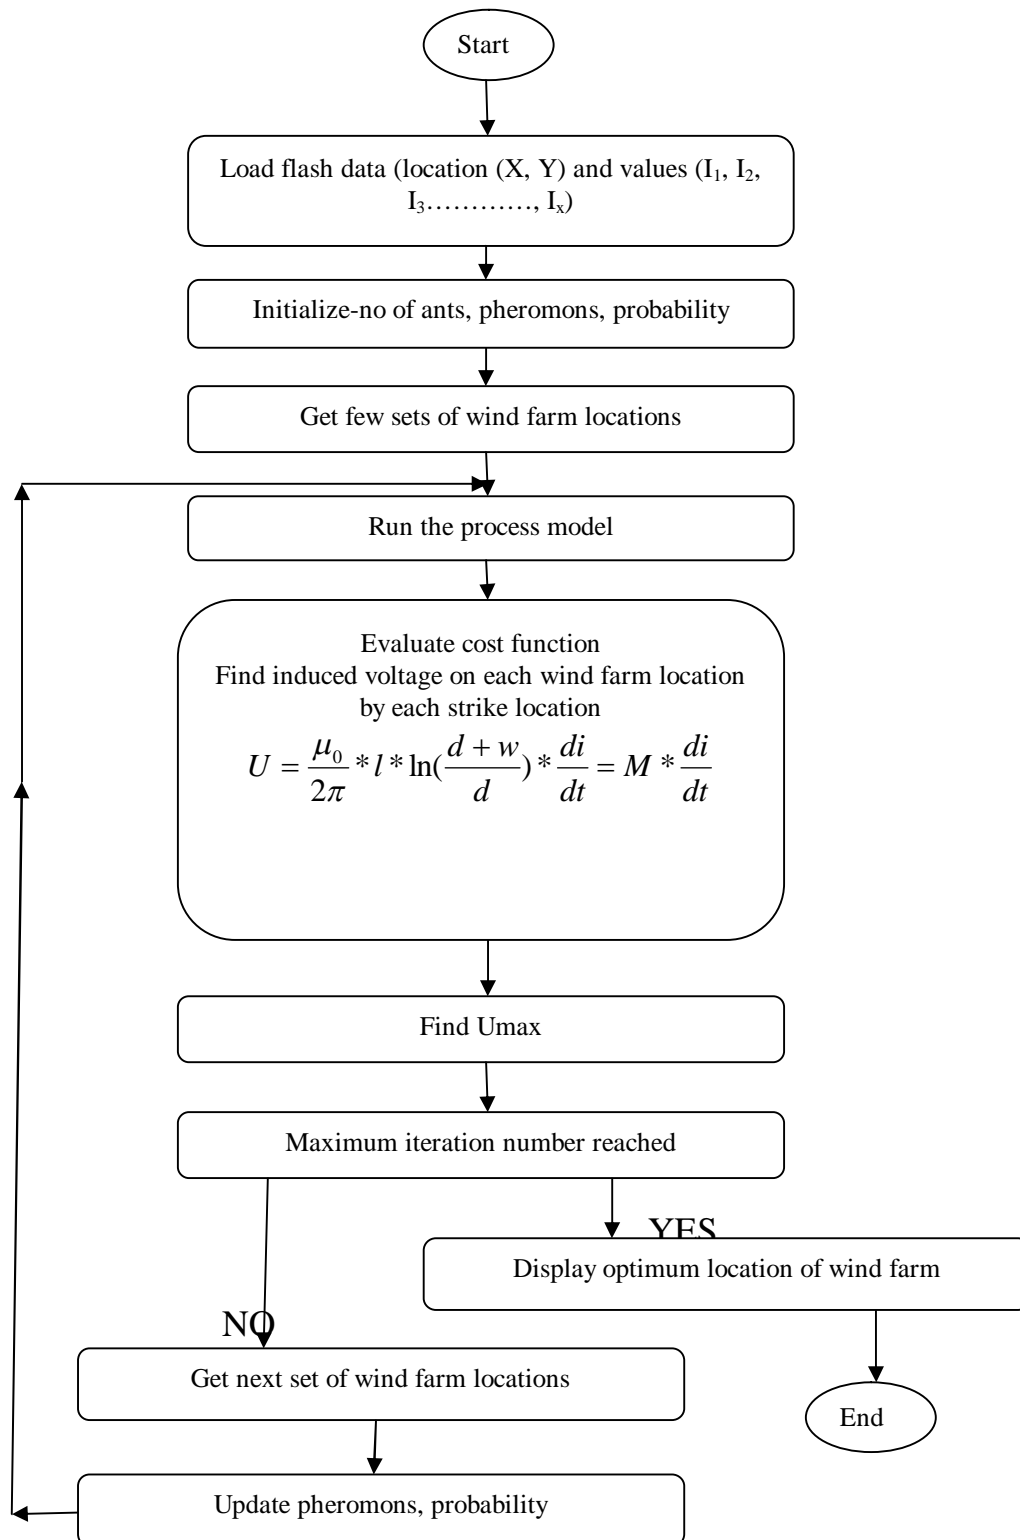 Start
Load flash data (location (X, Y) and values (I₁, I₂,
I₃…………, Iₓ)
Initialize-no of ants, pheromons, probability
Get few sets of wind farm locations
Run the process model
Evaluate cost function
Find induced voltage on each wind farm location
by each strike location
U = μ₀/2π * l * ln((d + w)/d) * di/dt = M * di/dt
Find Umax
Maximum iteration number reached
YES
Display optimum location of wind farm
NO
Get next set of wind farm locations
End
Update pheromons, probability